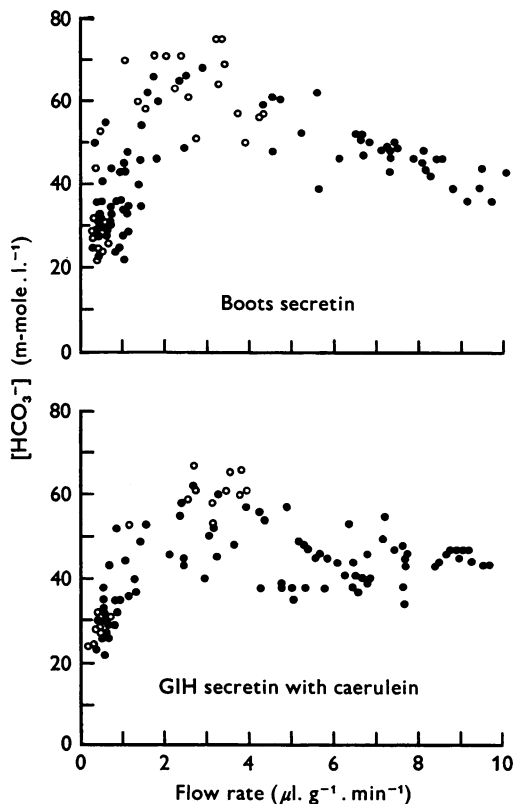 80
60
40
20
0
Boots secretin
[HCO₃⁻] (m-mole . l.⁻¹)
80
60
40
20
0
GIH secretin with caerulein
0 2 4 6 8 10
Flow rate (μl. g⁻¹ . min⁻¹)